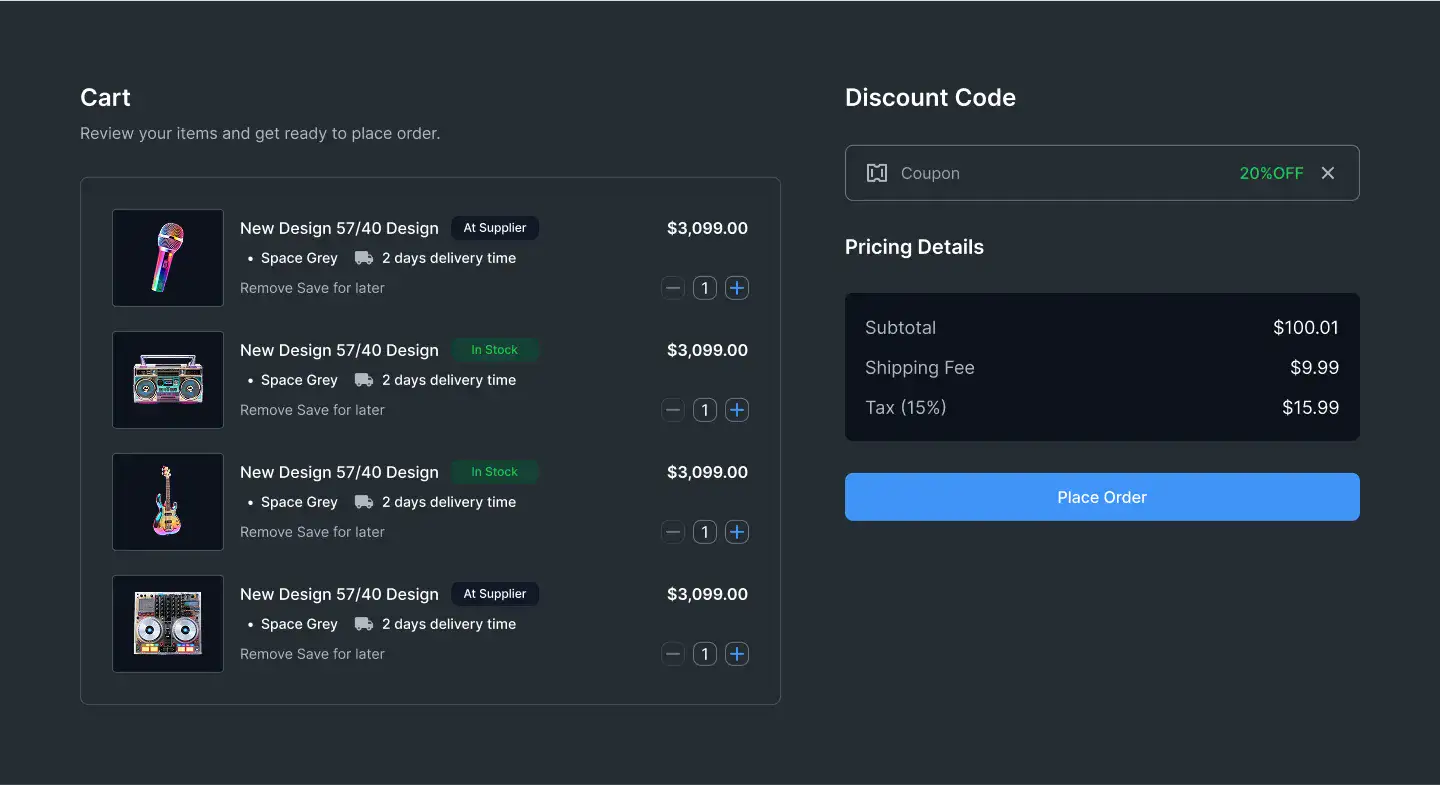 Cart
Review your items and get ready to place order.
New Design 57/40 Design At Supplier $3,099.00
• Space Grey 2 days delivery time
Remove Save for later 1
New Design 57/40 Design In Stock $3,099.00
• Space Grey 2 days delivery time
Remove Save for later 1
New Design 57/40 Design In Stock $3,099.00
• Space Grey 2 days delivery time
Remove Save for later 1
New Design 57/40 Design At Supplier $3,099.00
• Space Grey 2 days delivery time
Remove Save for later 1
Discount Code
Coupon 20%OFF
Pricing Details
Subtotal $100.01
Shipping Fee $9.99
Tax (15%) $15.99
Place Order